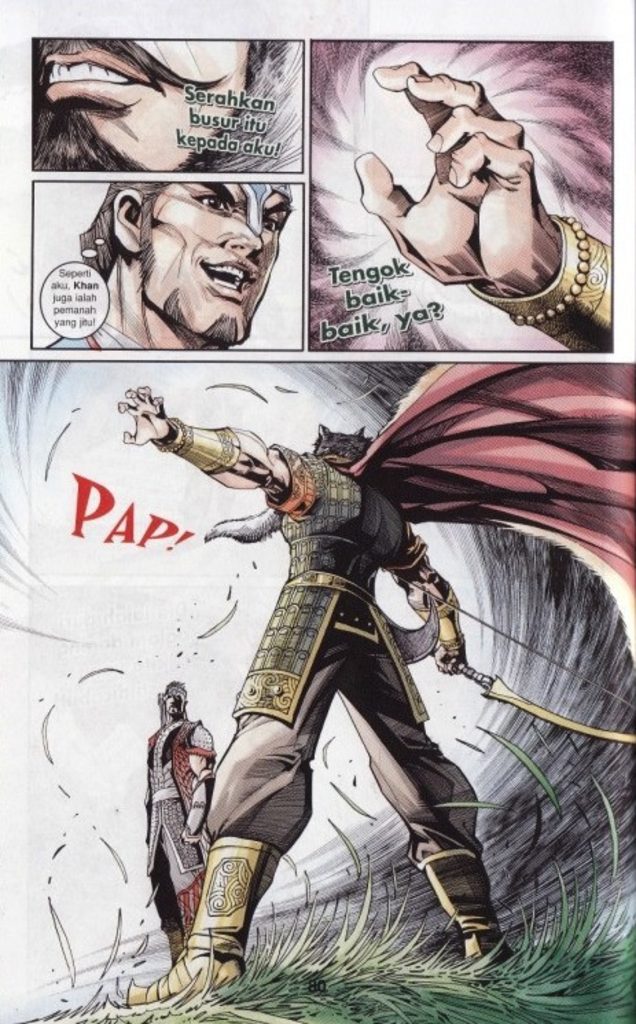 Serahkan
busur itu
kepada aku!
Seperti
aku, Khan
juga ialah
pemanah
yang jitu!
Tengok
baik-
baik, ya?
PAP!
80